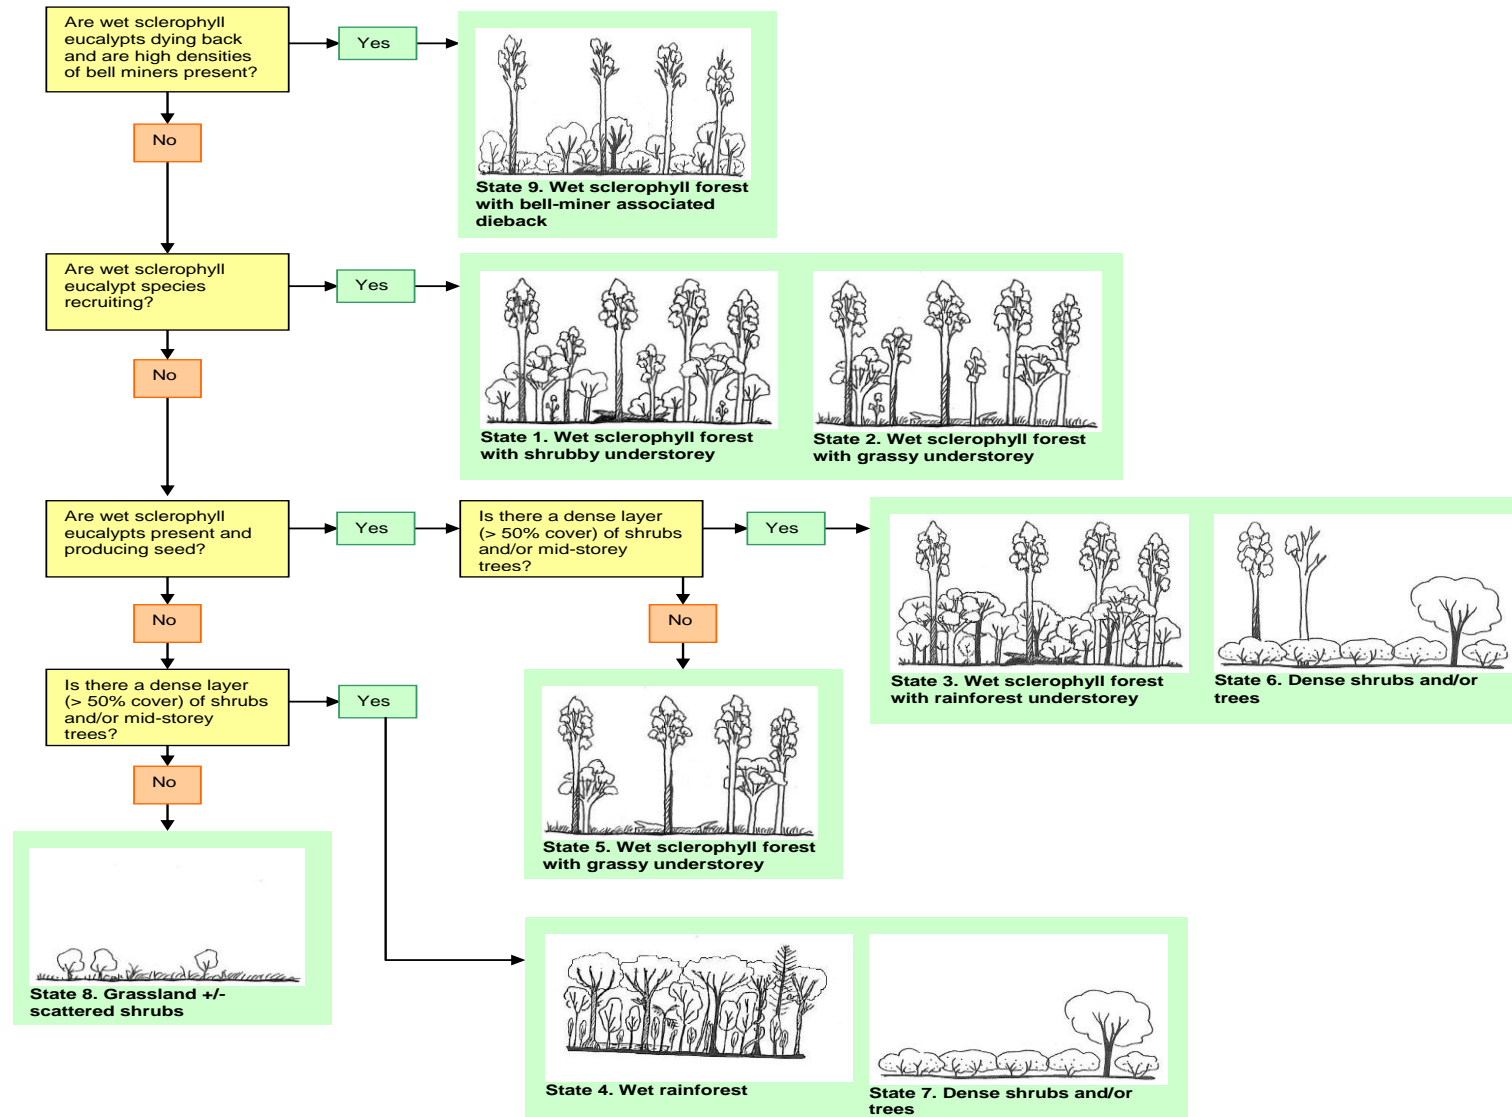 Are wet sclerophyll
eucalypts dying back
and are high densities
of bell miners present?
Yes
State 9. Wet sclerophyll forest
with bell-miner associated
dieback
No
Are wet sclerophyll
eucalypt species
recruiting?
Yes
State 1. Wet sclerophyll forest
with shrubby understorey
State 2. Wet sclerophyll forest
with grassy understorey
No
Are wet sclerophyll
eucalypts present and
producing seed?
Yes
Is there a dense layer
(> 50% cover) of shrubs
and/or mid-storey
trees?
Yes
State 3. Wet sclerophyll forest
with rainforest understorey
State 6. Dense shrubs and/or
trees
No
No
Is there a dense layer
(> 50% cover) of shrubs
and/or mid-storey
trees?
Yes
State 5. Wet sclerophyll forest
with grassy understorey
No
State 8. Grassland +/-
scattered shrubs
State 4. Wet rainforest
State 7. Dense shrubs and/or
trees